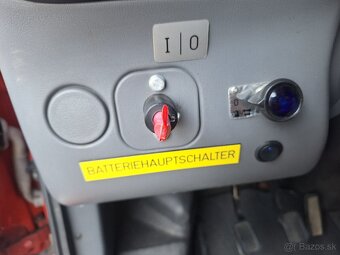 I | O
BATTERIEHAUPTSCHALTER
Bazos.sk